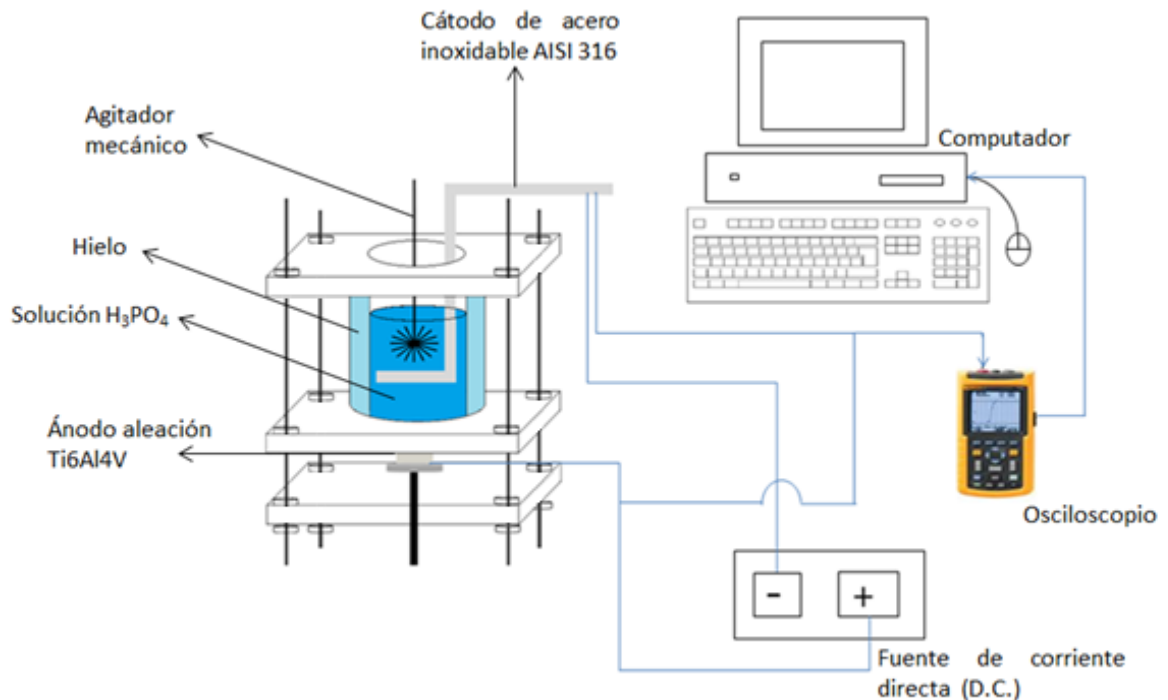 Cátodo de acero
inoxidable AISI 316
Agitador
mecánico
Computador
Hielo
Solución H₃PO₄
Ánodo aleación
Ti6Al4V
Osciloscopio
- +
Fuente de corriente
directa (D.C.)